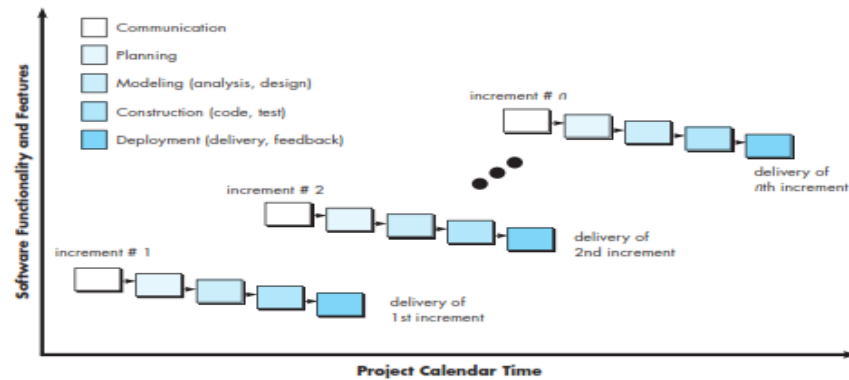 Communication
Planning
Modeling (analysis, design)
Construction (code, test)
Deployment (delivery, feedback)
increment # n
delivery of
nth increment
increment # 2
delivery of
2nd increment
increment # 1
delivery of
1st increment
Software Functionality and Features
Project Calendar Time